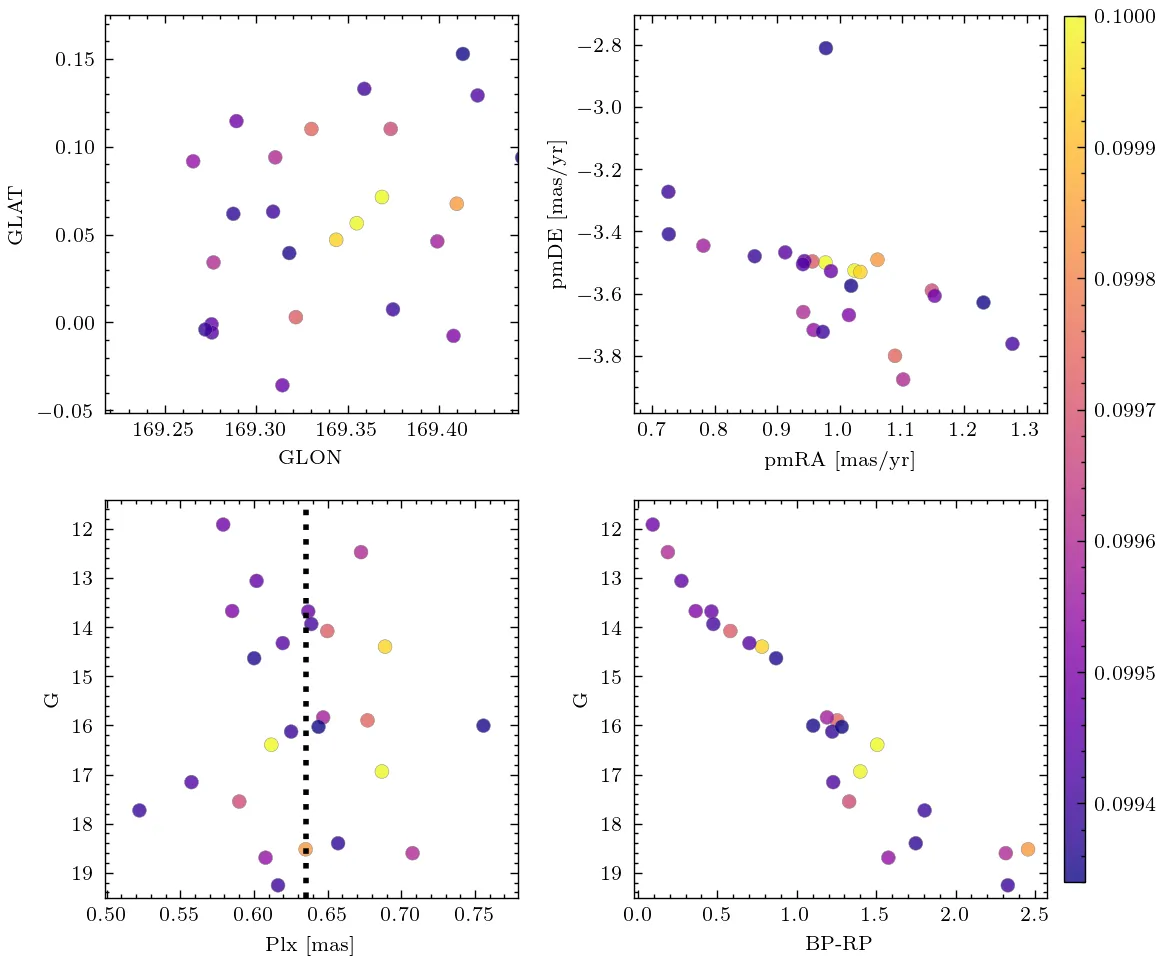 0.15
0.10
0.05
0.00
−0.05
GLAT
169.25 169.30 169.35 169.40
GLON
−2.8
−3.0
−3.2
−3.4
−3.6
−3.8
pmDE [mas/yr]
0.7 0.8 0.9 1.0 1.1 1.2 1.3
pmRA [mas/yr]
12
13
14
15
16
17
18
19
G
0.50 0.55 0.60 0.65 0.70 0.75
Plx [mas]
12
13
14
15
16
17
18
19
G
0.0 0.5 1.0 1.5 2.0 2.5
BP-RP
0.1000
0.0999
0.0998
0.0997
0.0996
0.0995
0.0994